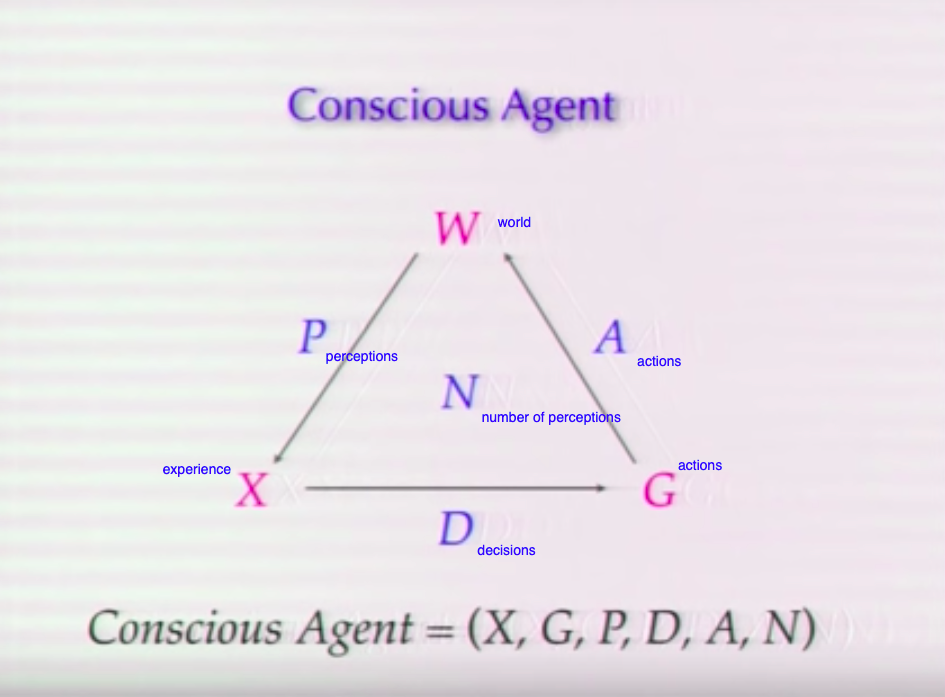 Conscious Agent
W world
P perceptions
A actions
N number of perceptions
experience X
G actions
D decisions
Conscious Agent = (X, G, P, D, A, N)